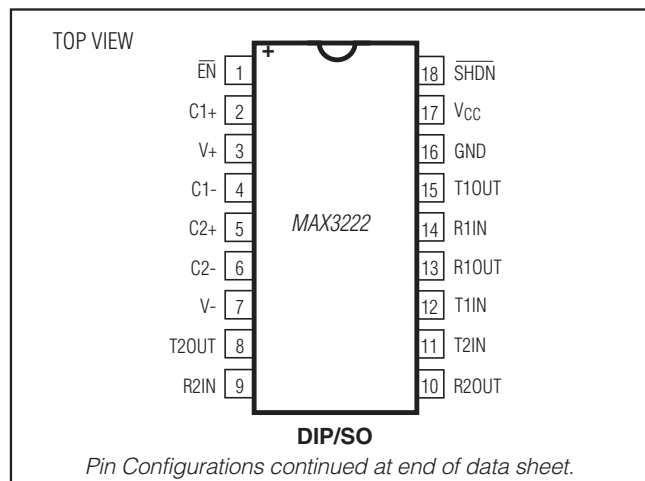 TOP VIEW
+
EN 1
C1+ 2
V+ 3
C1- 4
C2+ 5
C2- 6
V- 7
T2OUT 8
R2IN 9
MAX3222
18 SHDN
17 VCC
16 GND
15 T1OUT
14 R1IN
13 R1OUT
12 T1IN
11 T2IN
10 R2OUT
DIP/SO
Pin Configurations continued at end of data sheet.